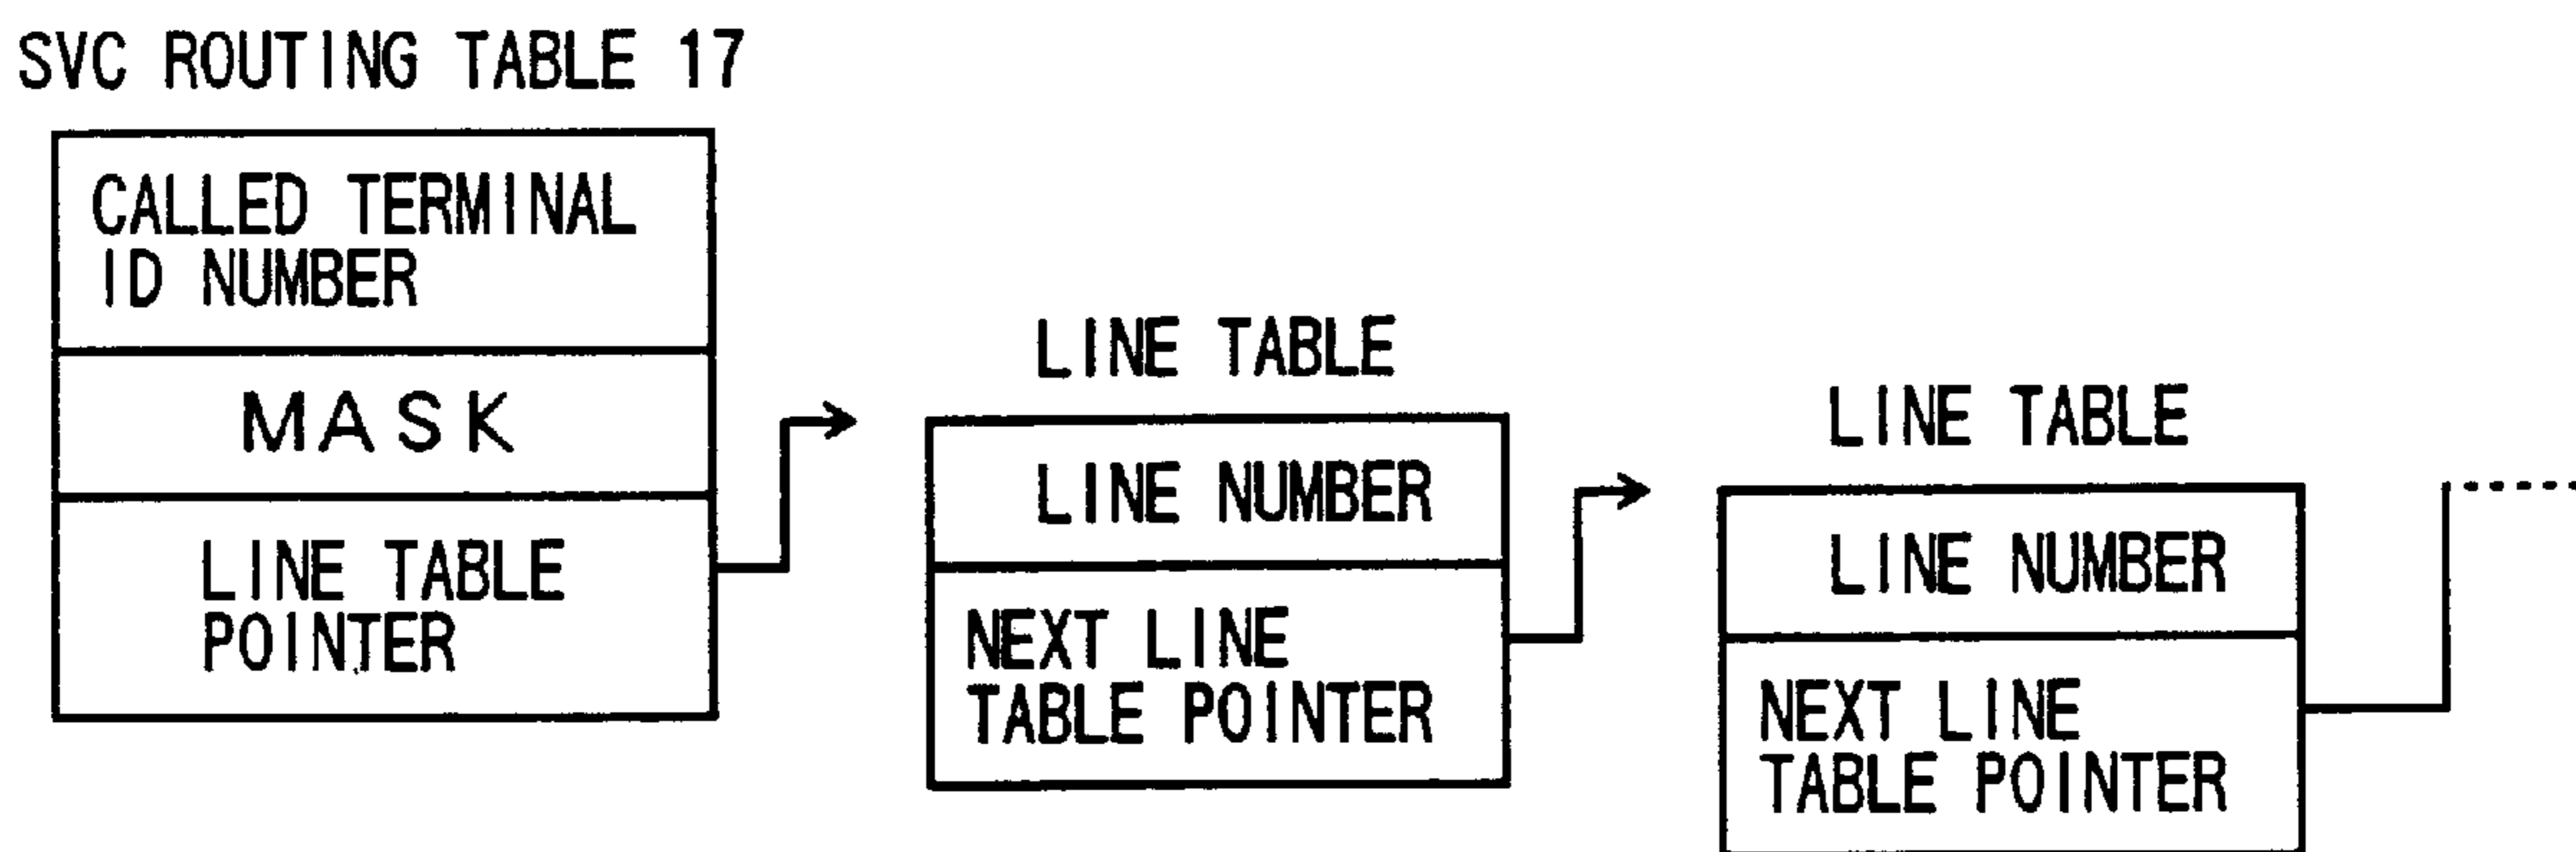 SVC ROUTING TABLE 17
CALLED TERMINAL
ID NUMBER
MASK
LINE TABLE
POINTER
LINE TABLE
LINE NUMBER
NEXT LINE
TABLE POINTER
LINE TABLE
LINE NUMBER
NEXT LINE
TABLE POINTER